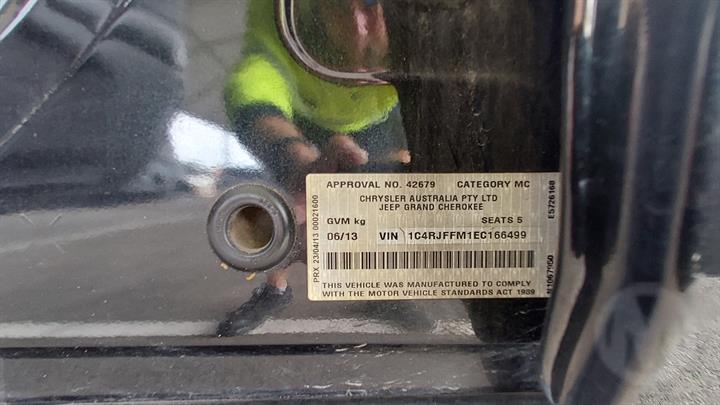 APPROVAL NO. 42679 CATEGORY MC
CHRYSLER AUSTRALIA PTY LTD
JEEP GRAND CHEROKEE
GVM kg SEATS 5
06/13 VIN 1C4RJFFM1EC166499
THIS VEHICLE WAS MANUFACTURED TO COMPLY
WITH THE MOTOR VEHICLE STANDARDS ACT 1989
PRX 23/04/13 00021600
E5726168